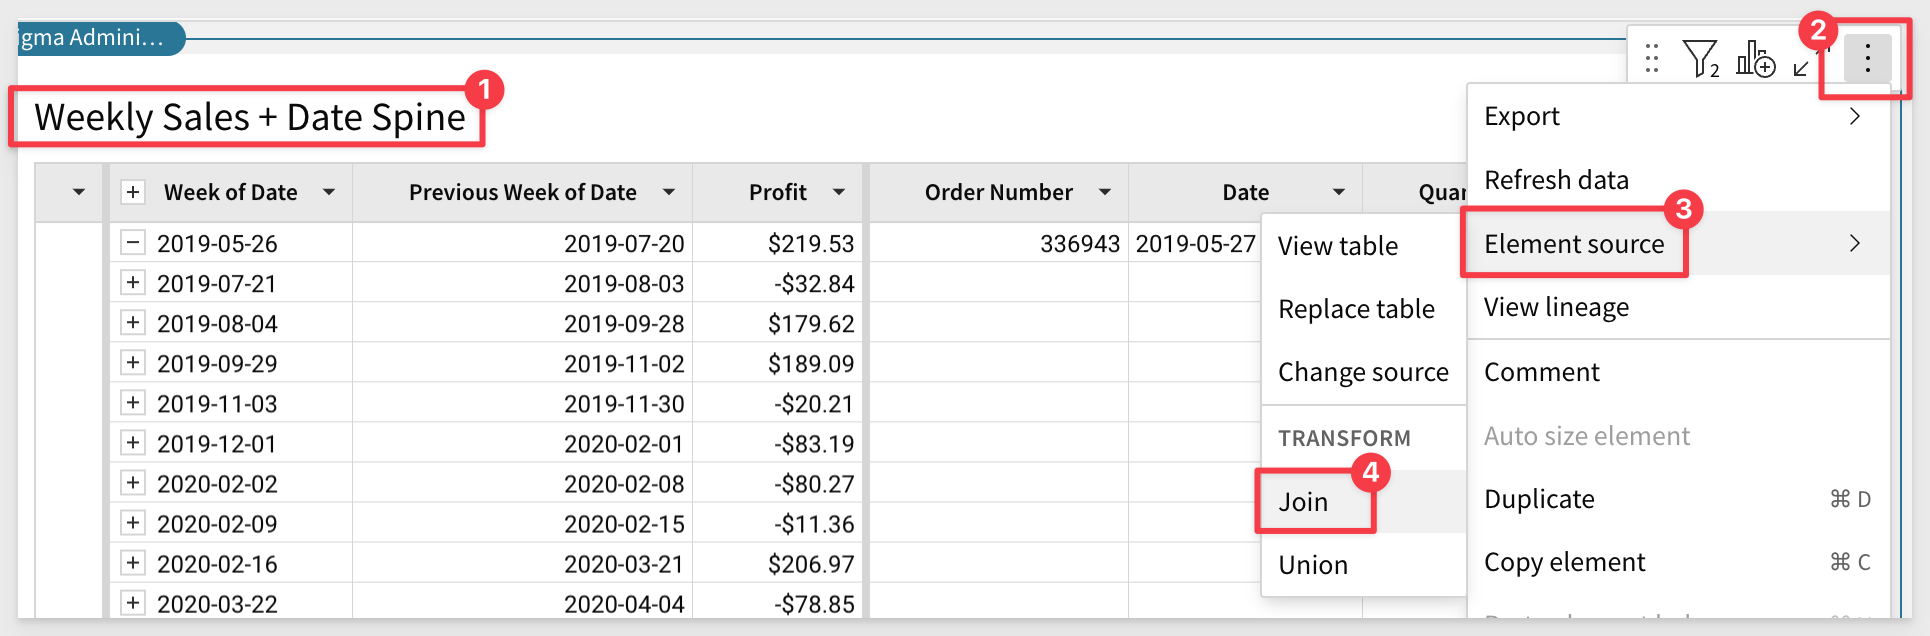 igma Admini...
2
2
1
Weekly Sales + Date Spine
Week of Date Previous Week of Date Profit Order Number Date Quan
2019-05-26 2019-07-20 $219.53 336943 2019-05-27
2019-07-21 2019-08-03 -$32.84
2019-08-04 2019-09-28 $179.62
2019-09-29 2019-11-02 $189.09
2019-11-03 2019-11-30 -$20.21
2019-12-01 2020-02-01 -$83.19
2020-02-02 2020-02-08 -$80.27
2020-02-09 2020-02-15 -$11.36
2020-02-16 2020-03-21 $206.97
2020-03-22 2020-04-04 -$78.85
Export
Refresh data
3
Element source
View lineage
Comment
Auto size element
Duplicate ⌘ D
Copy element ⌘ C
View table
Replace table
Change source
TRANSFORM
4
Join
Union